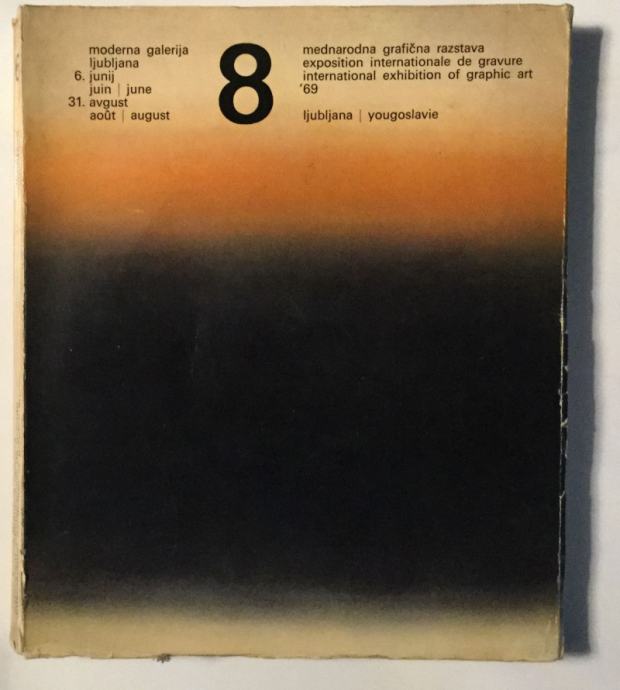 moderna galerija
ljubljana
6. junij
juin | june
31. avgust
août | august
8
mednarodna grafična razstava
exposition internationale de gravure
international exhibition of graphic art
'69
ljubljana | yougoslavie